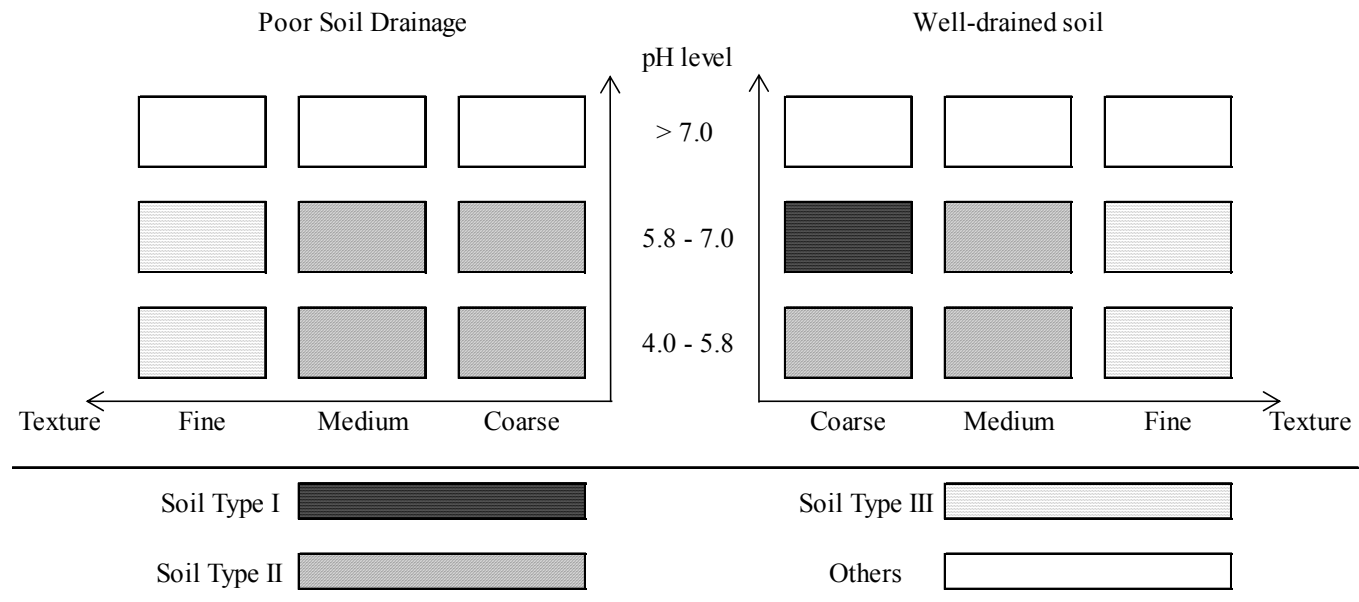 Poor Soil Drainage
Well-drained soil
pH level
> 7.0
5.8 - 7.0
4.0 - 5.8
Texture Fine Medium Coarse
Coarse Medium Fine Texture
Soil Type I
Soil Type III
Soil Type II
Others